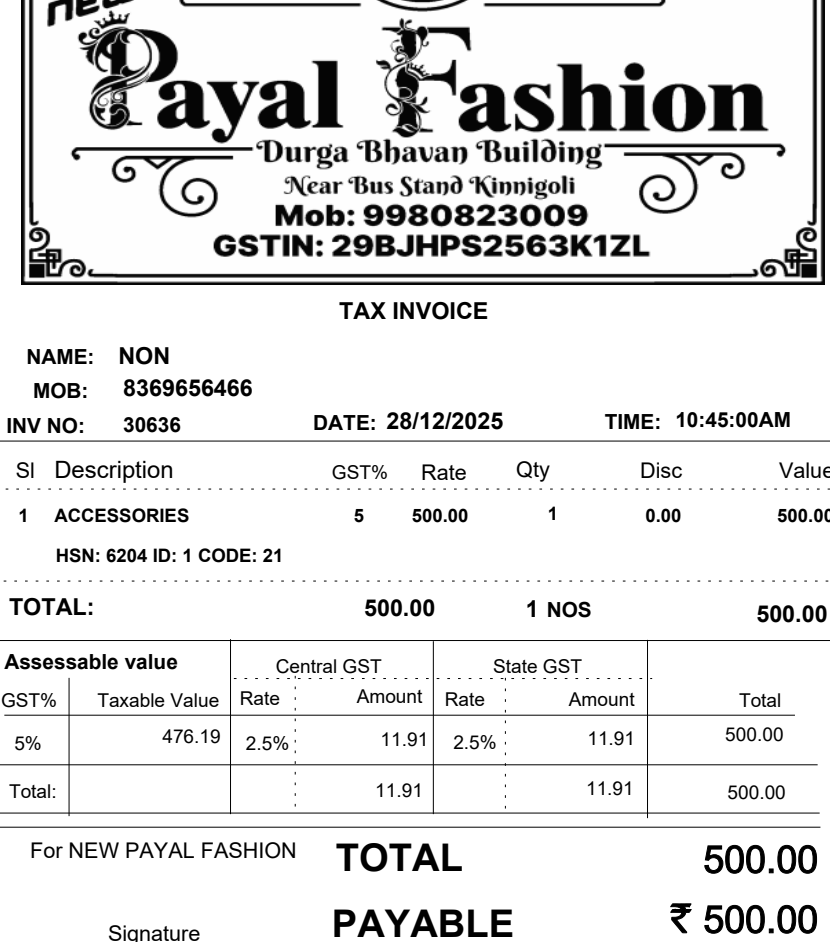 new
Payal Fashion
Durga Bhavan Building
Near Bus Stand Kinnigoli
Mob: 9980823009
GSTIN: 29BJHPS2563K1ZL
TAX INVOICE
NAME: NON
MOB: 8369656466
INV NO: 30636 DATE: 28/12/2025 TIME: 10:45:00AM
Sl Description GST% Rate Qty Disc Value
1 ACCESSORIES 5 500.00 1 0.00 500.00
HSN: 6204 ID: 1 CODE: 21
TOTAL: 500.00 1 NOS 500.00
Assessable value Central GST State GST
GST% Taxable Value Rate Amount Rate Amount Total
5% 476.19 2.5% 11.91 2.5% 11.91 500.00
Total: 11.91 11.91 500.00
For NEW PAYAL FASHION TOTAL 500.00
Signature PAYABLE ₹ 500.00